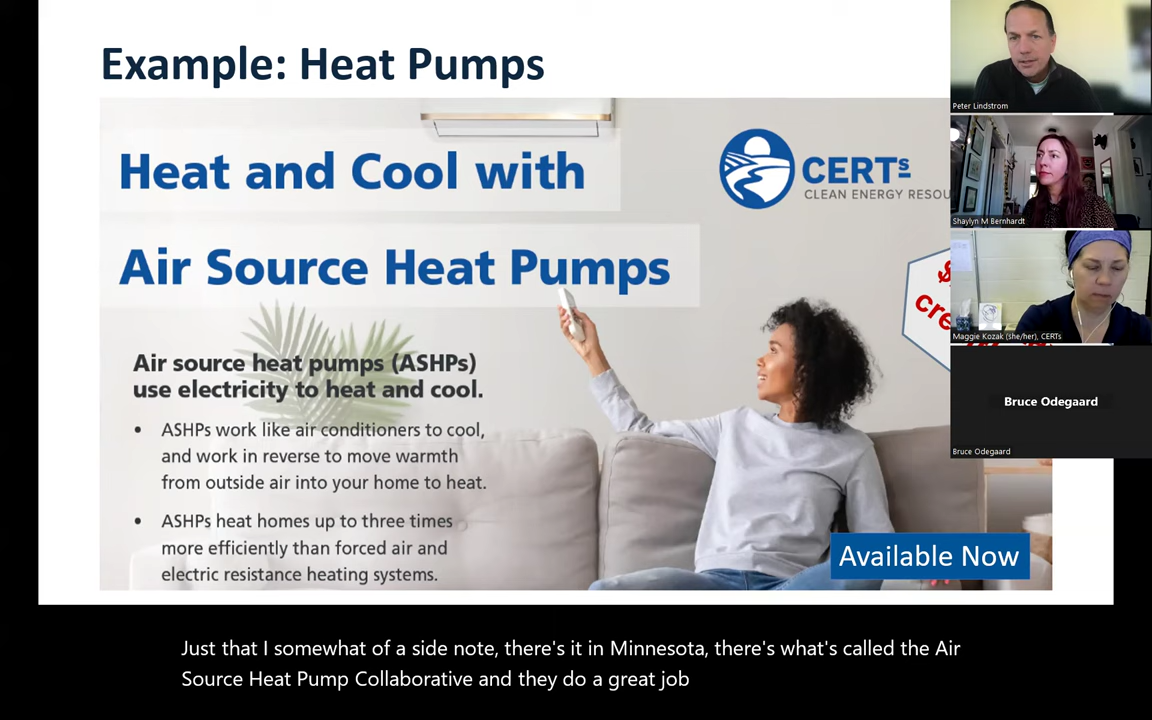 Example: Heat Pumps
Heat and Cool with
Air Source Heat Pumps
CERTs
CLEAN ENERGY RESOU
Air source heat pumps (ASHPs)
use electricity to heat and cool.
• ASHPs work like air conditioners to cool,
and work in reverse to move warmth
from outside air into your home to heat.
• ASHPs heat homes up to three times
more efficiently than forced air and
electric resistance heating systems.
Available Now
Peter Lindstrom
Shaylyn M Bernhardt
Maggie Kozak (she/her), CERTs
Bruce Odegaard
Bruce Odegaard
Just that I somewhat of a side note, there's it in Minnesota, there's what's called the Air
Source Heat Pump Collaborative and they do a great job